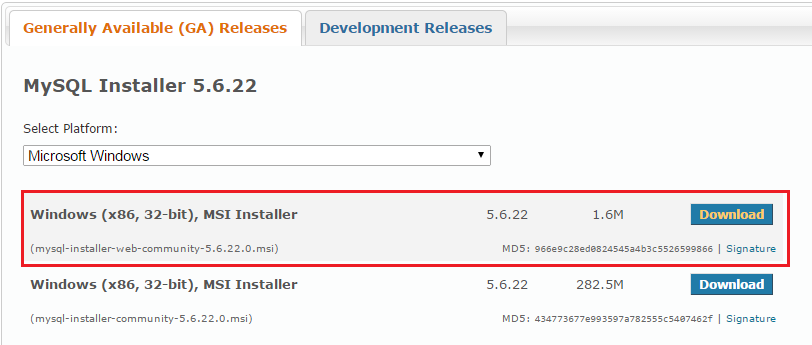 Generally Available (GA) Releases Development Releases
MySQL Installer 5.6.22
Select Platform:
Microsoft Windows
Windows (x86, 32-bit), MSI Installer 5.6.22 1.6M Download
(mysql-installer-web-community-5.6.22.0.msi) MD5: 966e9c28ed0824545a4b3c5526599866 | Signature
Windows (x86, 32-bit), MSI Installer 5.6.22 282.5M Download
(mysql-installer-community-5.6.22.0.msi) MD5: 434773677e993597a782555c5407462f | Signature